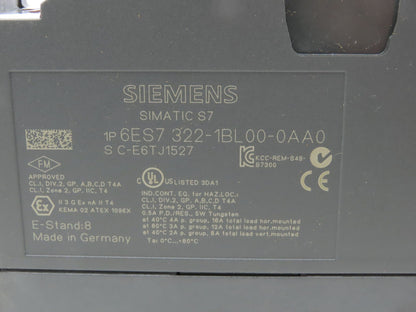 SIEMENS
SIMATIC S7
1P 6ES7 322-1BL00-0AA0
S C-E6TJ1527
KCC-REM-S49-
S7300
FM
APPROVED
CL.I, DIV.2, GP. A,B,C,D T4A
CL.I, Zone 2, GP. IIC, T4
II 3 G Ex nA II T4
KEMA 02 ATEX 1096X
E-Stand:8
Made in Germany
C UL US LISTED 3DA1
CE
IND.CONT. EQ. for HAZ.LOC.:
CL.I, DIV.2, GP. A,B,C,D T4A
CL.I, Zone 2, GP. IIC, T4
0.5A P.D./RES., 5W Tungsten
at 40°C 4A p. group, 16A total load hor.mounted
at 60°C 3A p. group, 12A total load hor.mounted
at 40°C 2A p. group, 8A total load vert.mounted
Ta: 0°C...+60°C